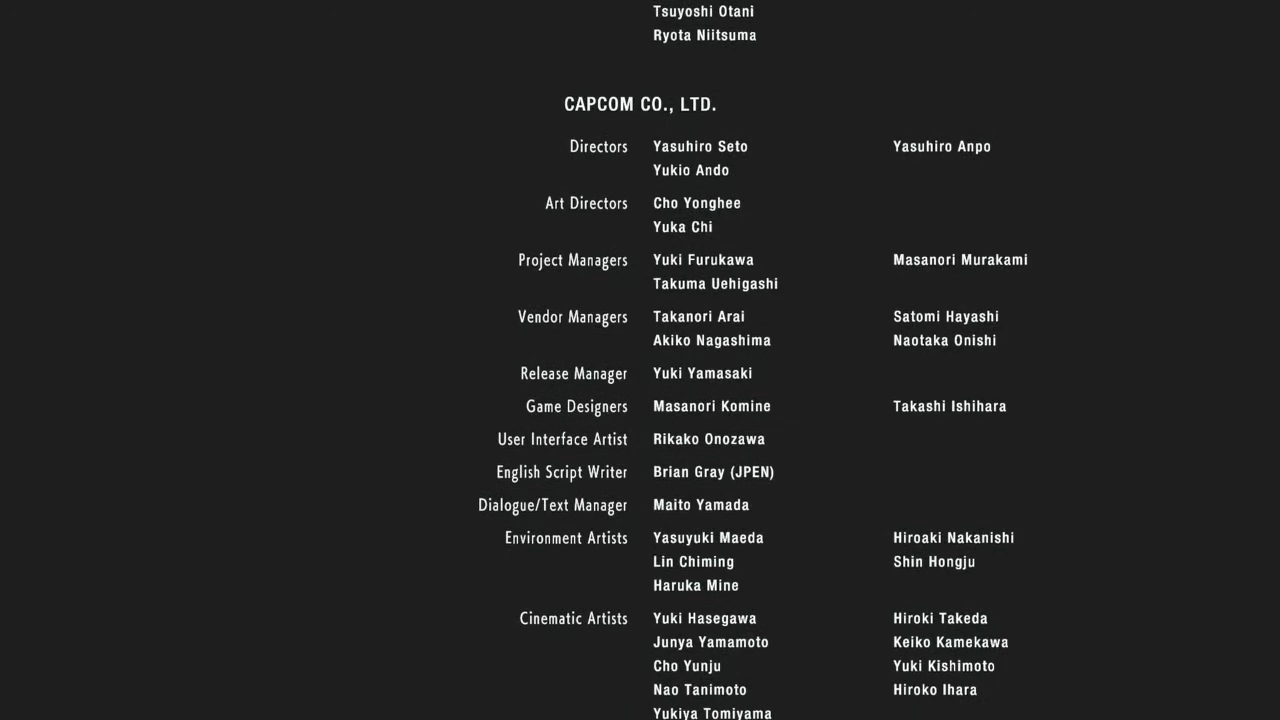 Tsuyoshi Otani
Ryota Niitsuma
CAPCOM CO., LTD.
Directors Yasuhiro Seto Yasuhiro Anpo
Yukio Ando
Art Directors Cho Yonghee
Yuka Chi
Project Managers Yuki Furukawa Masanori Murakami
Takuma Uehigashi
Vendor Managers Takanori Arai Satomi Hayashi
Akiko Nagashima Naotaka Onishi
Release Manager Yuki Yamasaki
Game Designers Masanori Komine Takashi Ishihara
User Interface Artist Rikako Onozawa
English Script Writer Brian Gray (JPEN)
Dialogue/Text Manager Maito Yamada
Environment Artists Yasuyuki Maeda Hiroaki Nakanishi
Lin Chiming Shin Hongju
Haruka Mine
Cinematic Artists Yuki Hasegawa Hiroki Takeda
Junya Yamamoto Keiko Kamekawa
Cho Yunju Yuki Kishimoto
Nao Tanimoto Hiroko Ihara
Yukiya Tomiyama